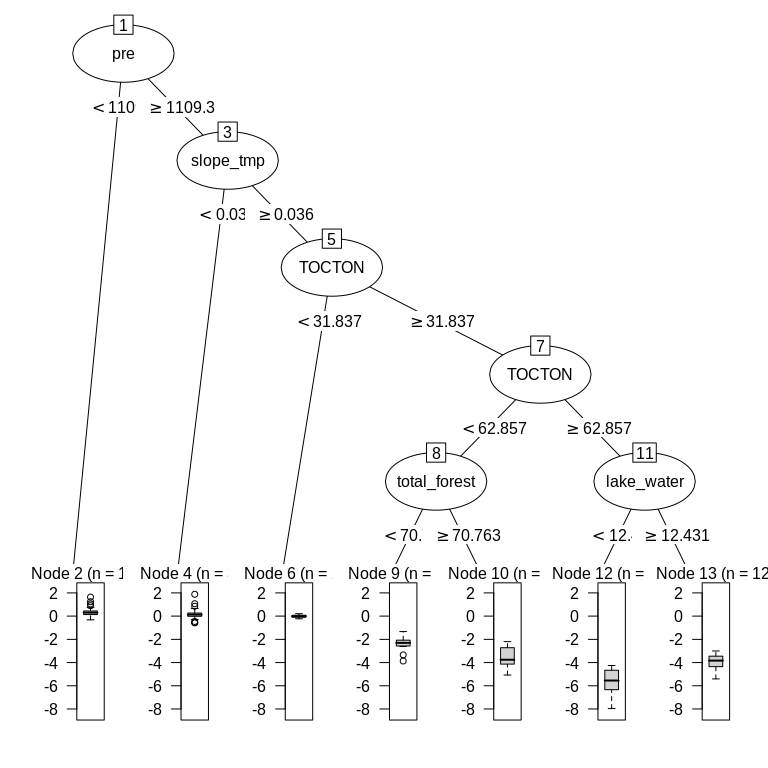 1
pre
< 110
≥ 1109.3
3
slope_tmp
< 0.03
≥ 0.036
5
TOCTON
< 31.837
≥ 31.837
7
TOCTON
< 62.857
≥ 62.857
8
total_forest
11
lake_water
< 70.
≥ 70.763
< 12.
≥ 12.431
Node 2 (n = 1
Node 4 (n =
Node 6 (n =
Node 9 (n =
Node 10 (n =
Node 12 (n =
Node 13 (n = 12
2 2 2 2 2 2 2
0 0 0 0 0 0 0
-2 -2 -2 -2 -2 -2 -2
-4 -4 -4 -4 -4 -4 -4
-6 -6 -6 -6 -6 -6 -6
-8 -8 -8 -8 -8 -8 -8